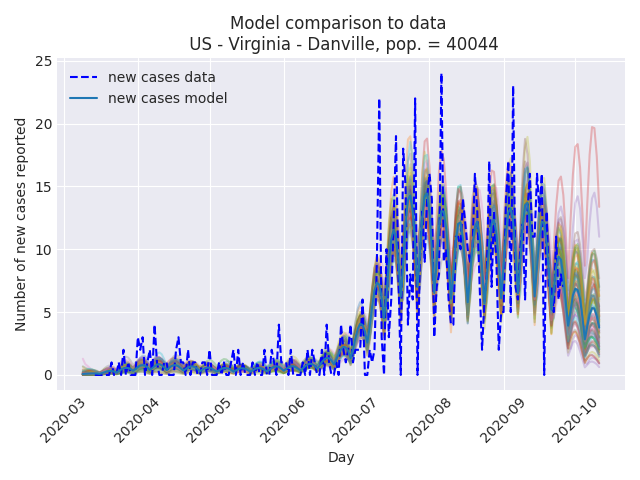 Model comparison to data
US - Virginia - Danville, pop. = 40044
new cases data
new cases model
Number of new cases reported
25
20
15
10
5
0
2020-03
2020-04
2020-05
2020-06
2020-07
2020-08
2020-09
2020-10
Day